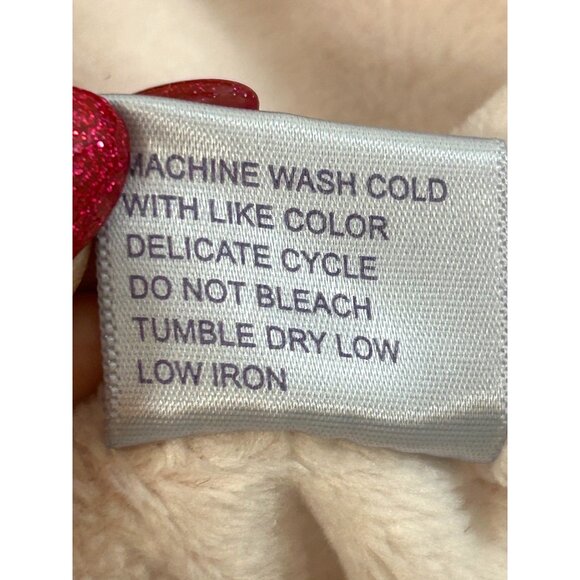 MACHINE WASH COLD
WITH LIKE COLOR
DELICATE CYCLE
DO NOT BLEACH
TUMBLE DRY LOW
LOW IRON